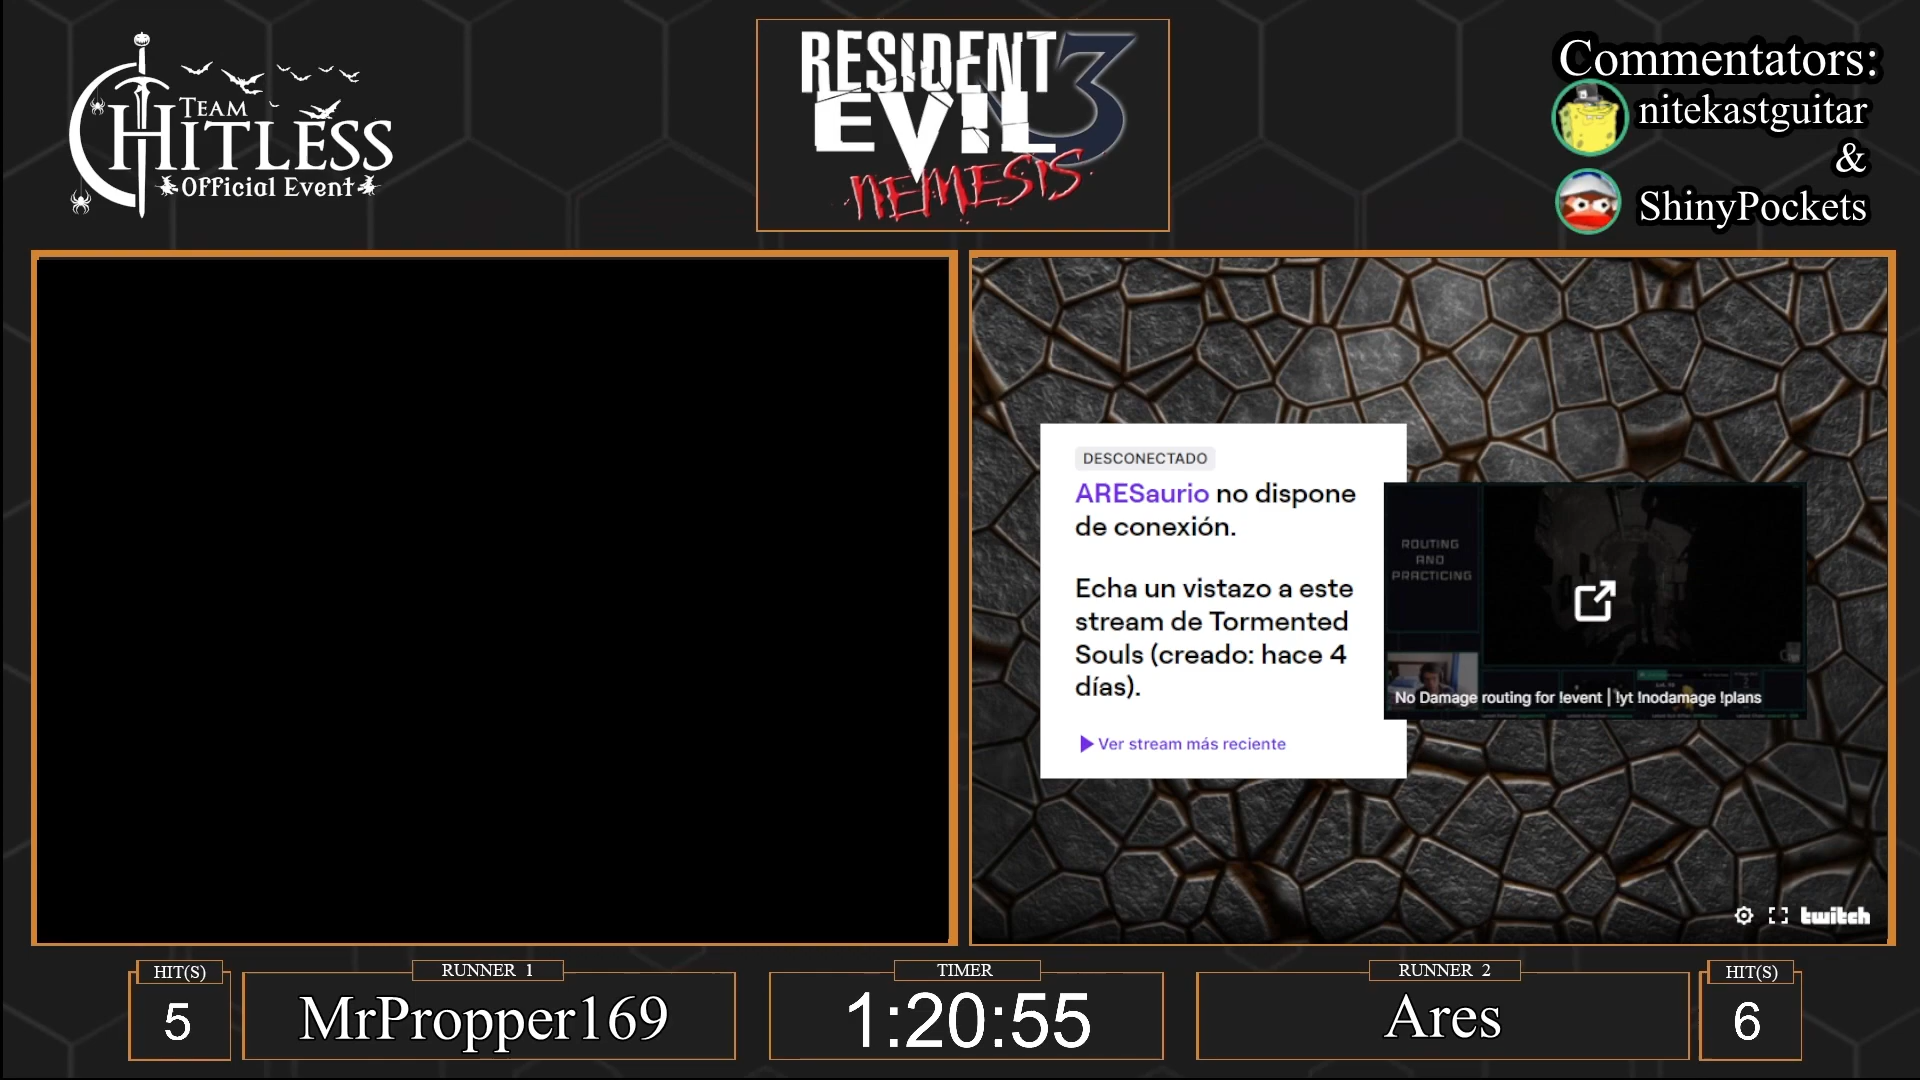 TEAM
HITLESS
Official Event
RESIDENT
EVIL 3
NEMESIS
Commentators:
nitekastguitar
&
ShinyPockets
DESCONECTADO
ARESaurio no dispone
de conexión.
Echa un vistazo a este
stream de Tormented
Souls (creado: hace 4
días).
Ver stream más reciente
ROUTING
AND
PRACTICING
No Damage routing for !event | !yt !nodamage !plans
twitch
HIT(S)
5
RUNNER 1
MrPropper169
TIMER
1:20:55
RUNNER 2
Ares
HIT(S)
6